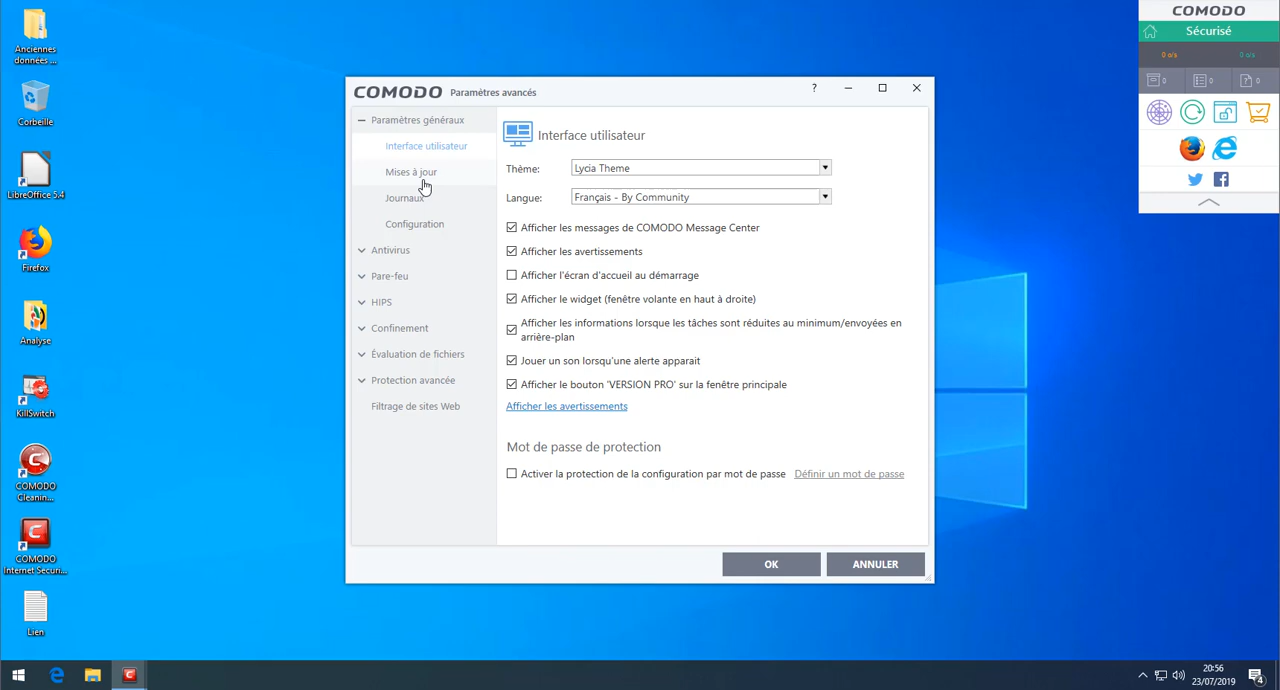 Anciennes
données ...
Corbeille
LibreOffice 5.4
Firefox
Analyse
KillSwitch
COMODO
Cleanin...
COMODO
Internet Securi...
Lien
COMODO Paramètres avancés
?
Paramètres généraux
Interface utilisateur
Mises à jour
Journaux
Configuration
Antivirus
Pare-feu
HIPS
Confinement
Évaluation de fichiers
Protection avancée
Filtrage de sites Web
Interface utilisateur
Thème: Lycia Theme
Langue: Français - By Community
Afficher les messages de COMODO Message Center
Afficher les avertissements
Afficher l'écran d'accueil au démarrage
Afficher le widget (fenêtre volante en haut à droite)
Afficher les informations lorsque les tâches sont réduites au minimum/envoyées en
arrière-plan
Jouer un son lorsqu'une alerte apparait
Afficher le bouton 'VERSION PRO' sur la fenêtre principale
Afficher les avertissements
Mot de passe de protection
Activer la protection de la configuration par mot de passe Définir un mot de passe
OK ANNULER
COMODO
Sécurisé
0 o/s 0 o/s
0 0 0
20:56
23/07/2019
4